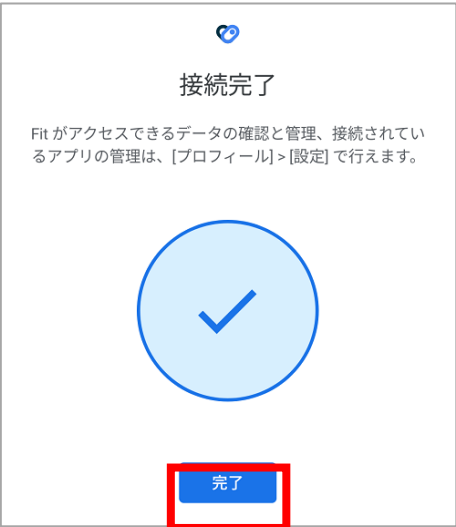 接続完了
Fit がアクセスできるデータの確認と管理、接続されてい
るアプリの管理は、[プロフィール] > [設定] で行えます。
完了